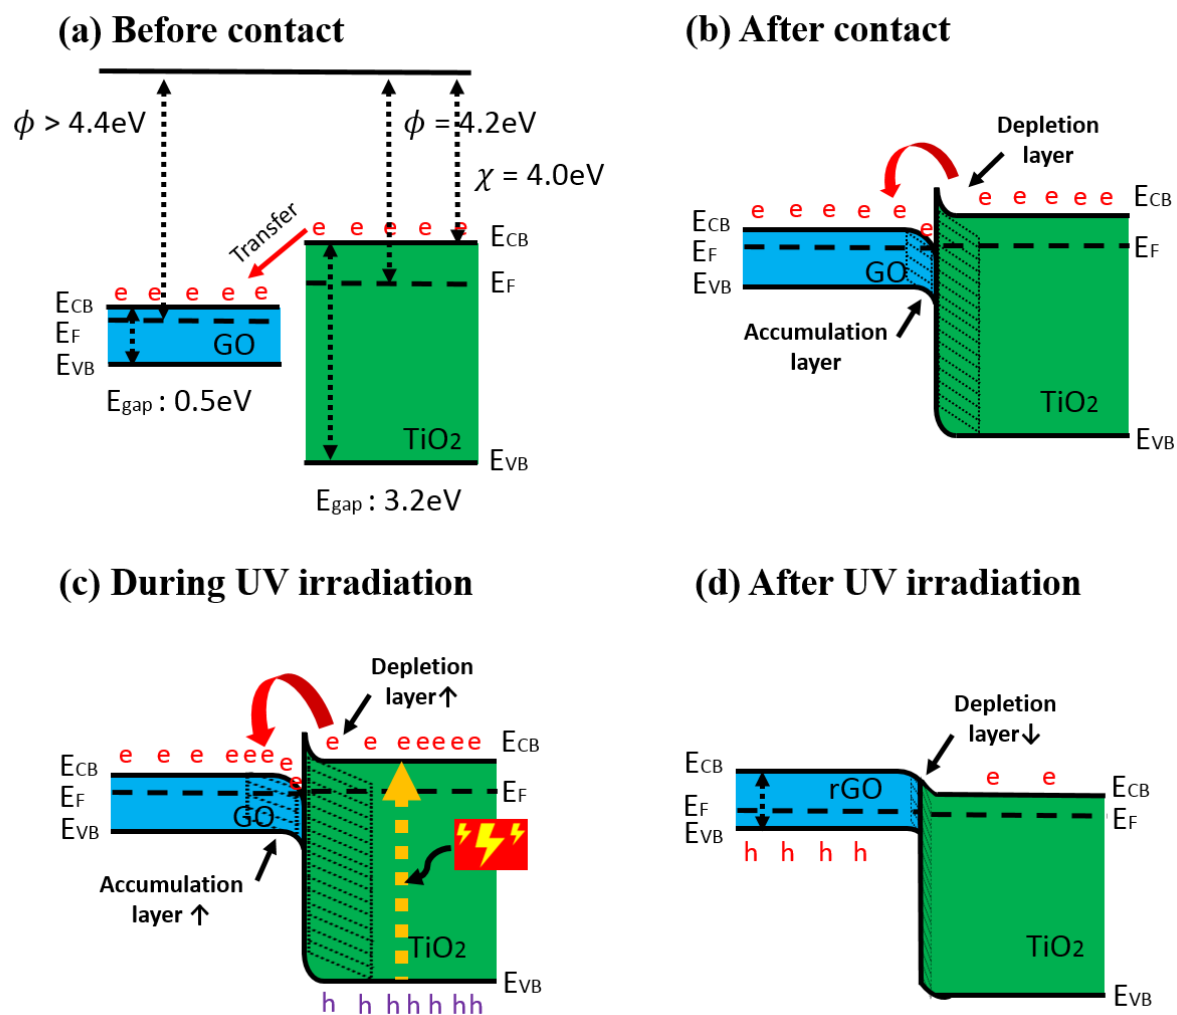 (a) Before contact
ϕ > 4.4eV
ϕ = 4.2eV
χ = 4.0eV
Transfer
e e e e e
ECB
EF
e e e e e
ECB
EF
EVB
GO
Egap : 0.5eV
TiO2
EVB
Egap : 3.2eV
(b) After contact
Depletion
layer
e e e e e
e e e e e
ECB
e
ECB
EF
EF
GO
EVB
Accumulation
layer
TiO2
EVB
(c) During UV irradiation
Depletion
layer↑
e e e e e e e e
e e e e e e e
ECB
ECB
EF
EF
GO
EVB
Accumulation
layer ↑
TiO2
EVB
h h h h h h h
(d) After UV irradiation
Depletion
layer↓
ECB
e e
ECB
rGO
EF
EF
EVB
h h h h
TiO2
EVB